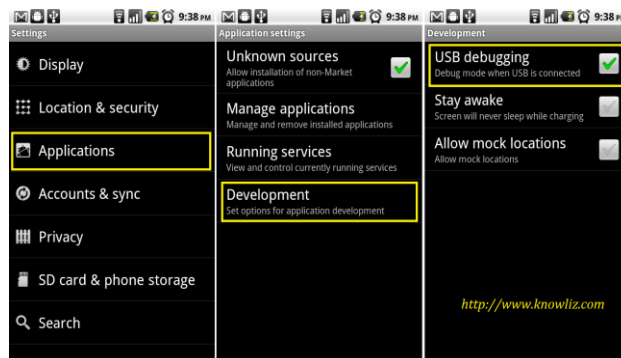 9:38 PM
Settings
Display
Location & security
Applications
Accounts & sync
Privacy
SD card & phone storage
Search
9:38 PM
Application settings
Unknown sources
Allow installation of non-Market
applications
Manage applications
Manage and remove installed applications
Running services
View and control currently running services
Development
Set options for application development
9:38 P
Development
USB debugging
Debug mode when USB is connected
Stay awake
Screen will never sleep while charging
Allow mock locations
Allow mock locations
http://www.knowliz.com